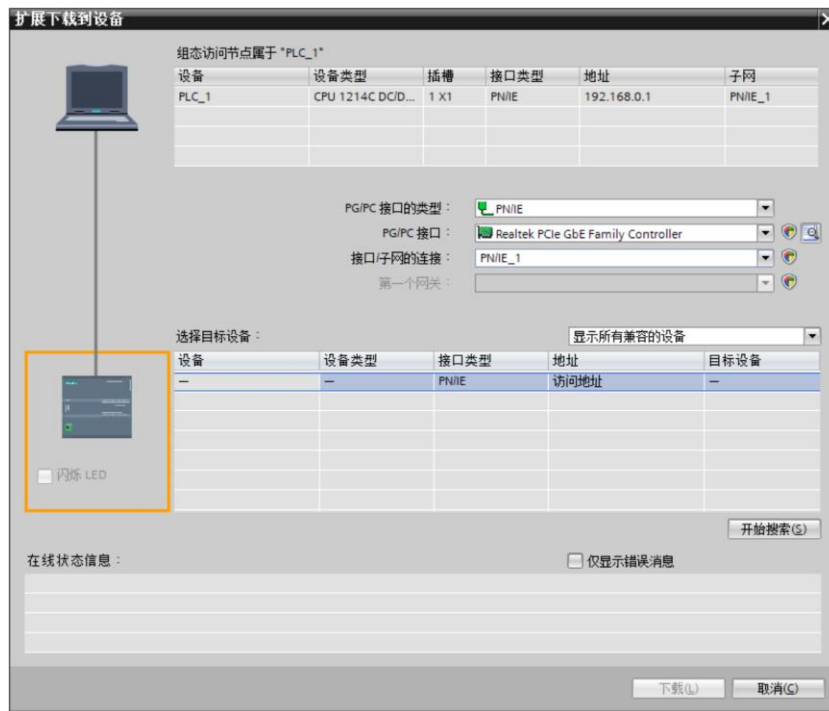 扩展下载到设备
组态访问节点属于 "PLC_1"
设备 设备类型 插槽 接口类型 地址 子网
PLC_1 CPU 1214C DC/D... 1 X1 PN/IE 192.168.0.1 PN/IE_1
PG/PC 接口的类型： PN/IE
PG/PC 接口： Realtek PCIe GbE Family Controller
接口/子网的连接： PN/IE_1
第一个网关：
选择目标设备： 显示所有兼容的设备
设备 设备类型 接口类型 地址 目标设备
— — PN/IE 访问地址 —
闪烁 LED
开始搜索(S)
在线状态信息： 仅显示错误消息
下载(L) 取消(C)